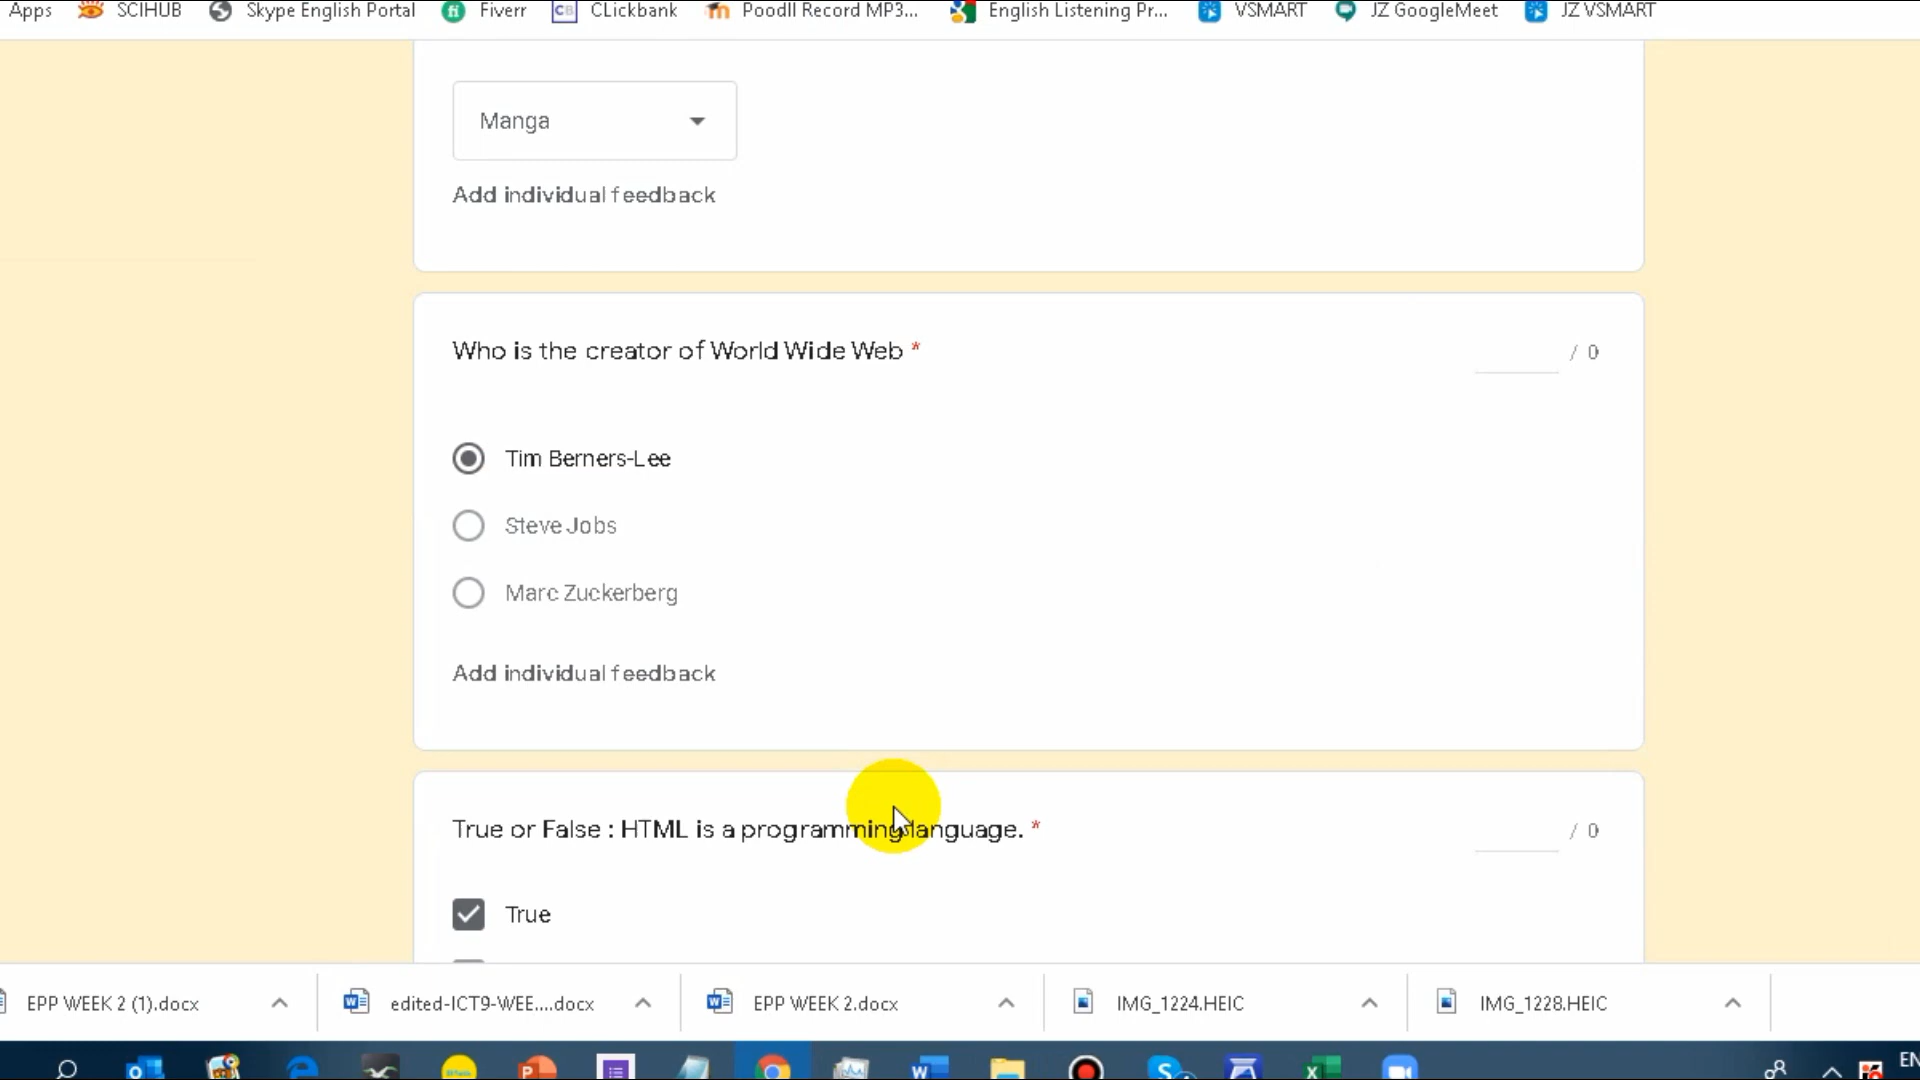 Apps SCIHUB Skype English Portal Fiverr CB CLickbank Poodll Record MP3... English Listening Pr... VSMART JZ GoogleMeet JZ VSMART
Manga
Add individual feedback
Who is the creator of World Wide Web * / 0
Tim Berners-Lee
Steve Jobs
Marc Zuckerberg
Add individual feedback
True or False : HTML is a programming language. * / 0
True
EPP WEEK 2 (1).docx edited-ICT9-WEE....docx EPP WEEK 2.docx IMG_1224.HEIC IMG_1228.HEIC
EN